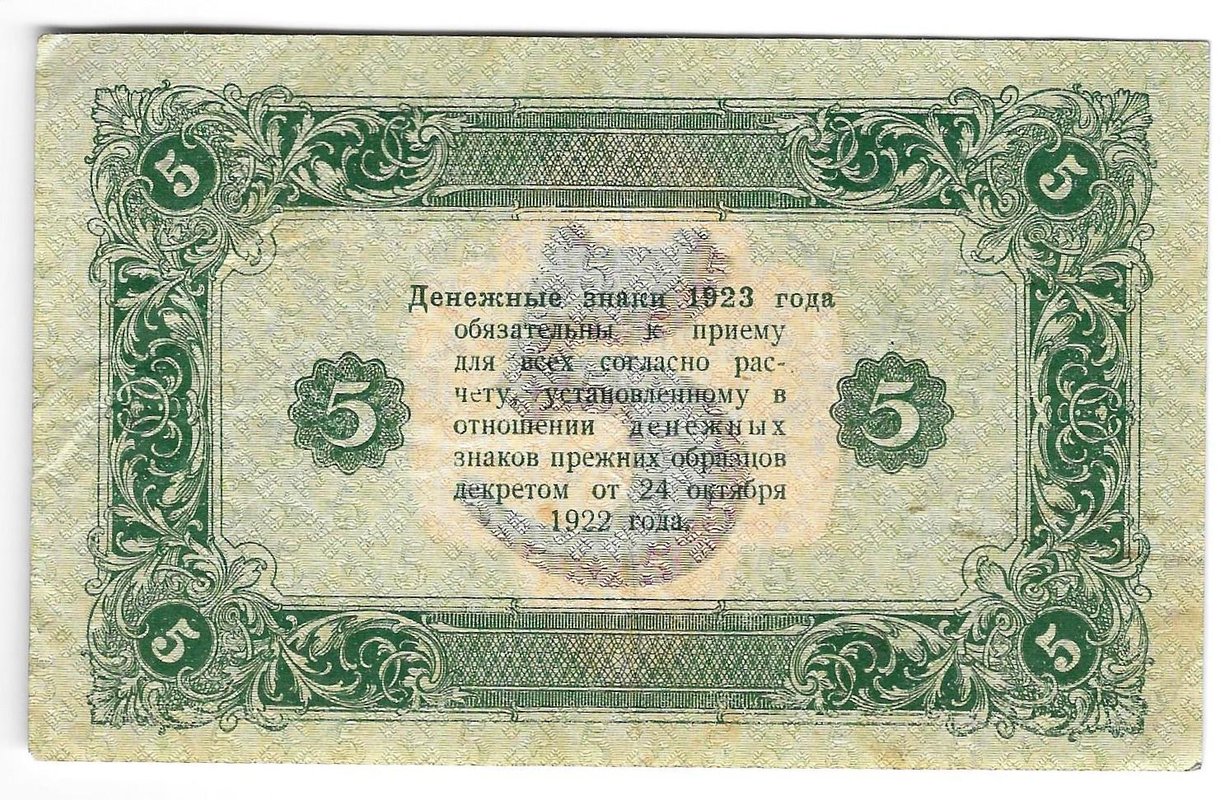 5 5
Денежные знаки 1923 года
обязательны к приему
для всех согласно рас-
чету, установленному в
5 5
отношении денежных
знаков прежних образцов
декретом от 24 октября
1922 года.
5 5